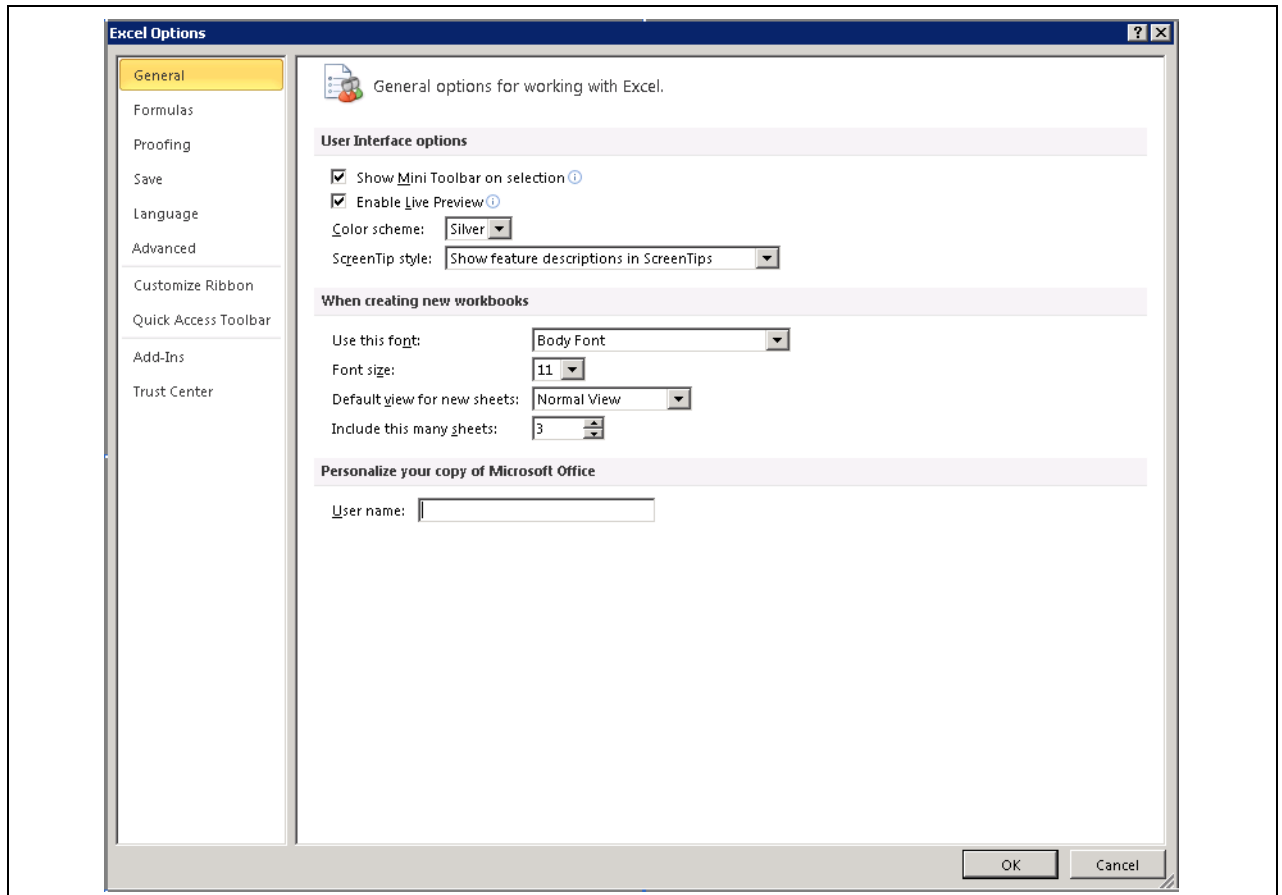 Excel Options
General
Formulas
Proofing
Save
Language
Advanced
Customize Ribbon
Quick Access Toolbar
Add-Ins
Trust Center
General options for working with Excel.
User Interface options
Show Mini Toolbar on selection
Enable Live Preview
Color scheme: Silver
ScreenTip style: Show feature descriptions in ScreenTips
When creating new workbooks
Use this font: Body Font
Font size: 11
Default view for new sheets: Normal View
Include this many sheets: 3
Personalize your copy of Microsoft Office
User name:
OK Cancel